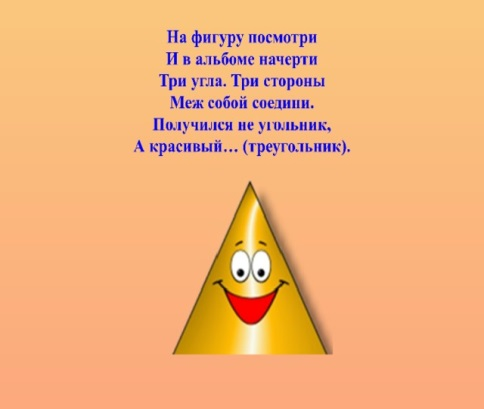 На фигуру посмотри
И в альбоме начерти
Три угла. Три стороны
Меж собой соедини.
Получился не угольник,
А красивый… (треугольник).